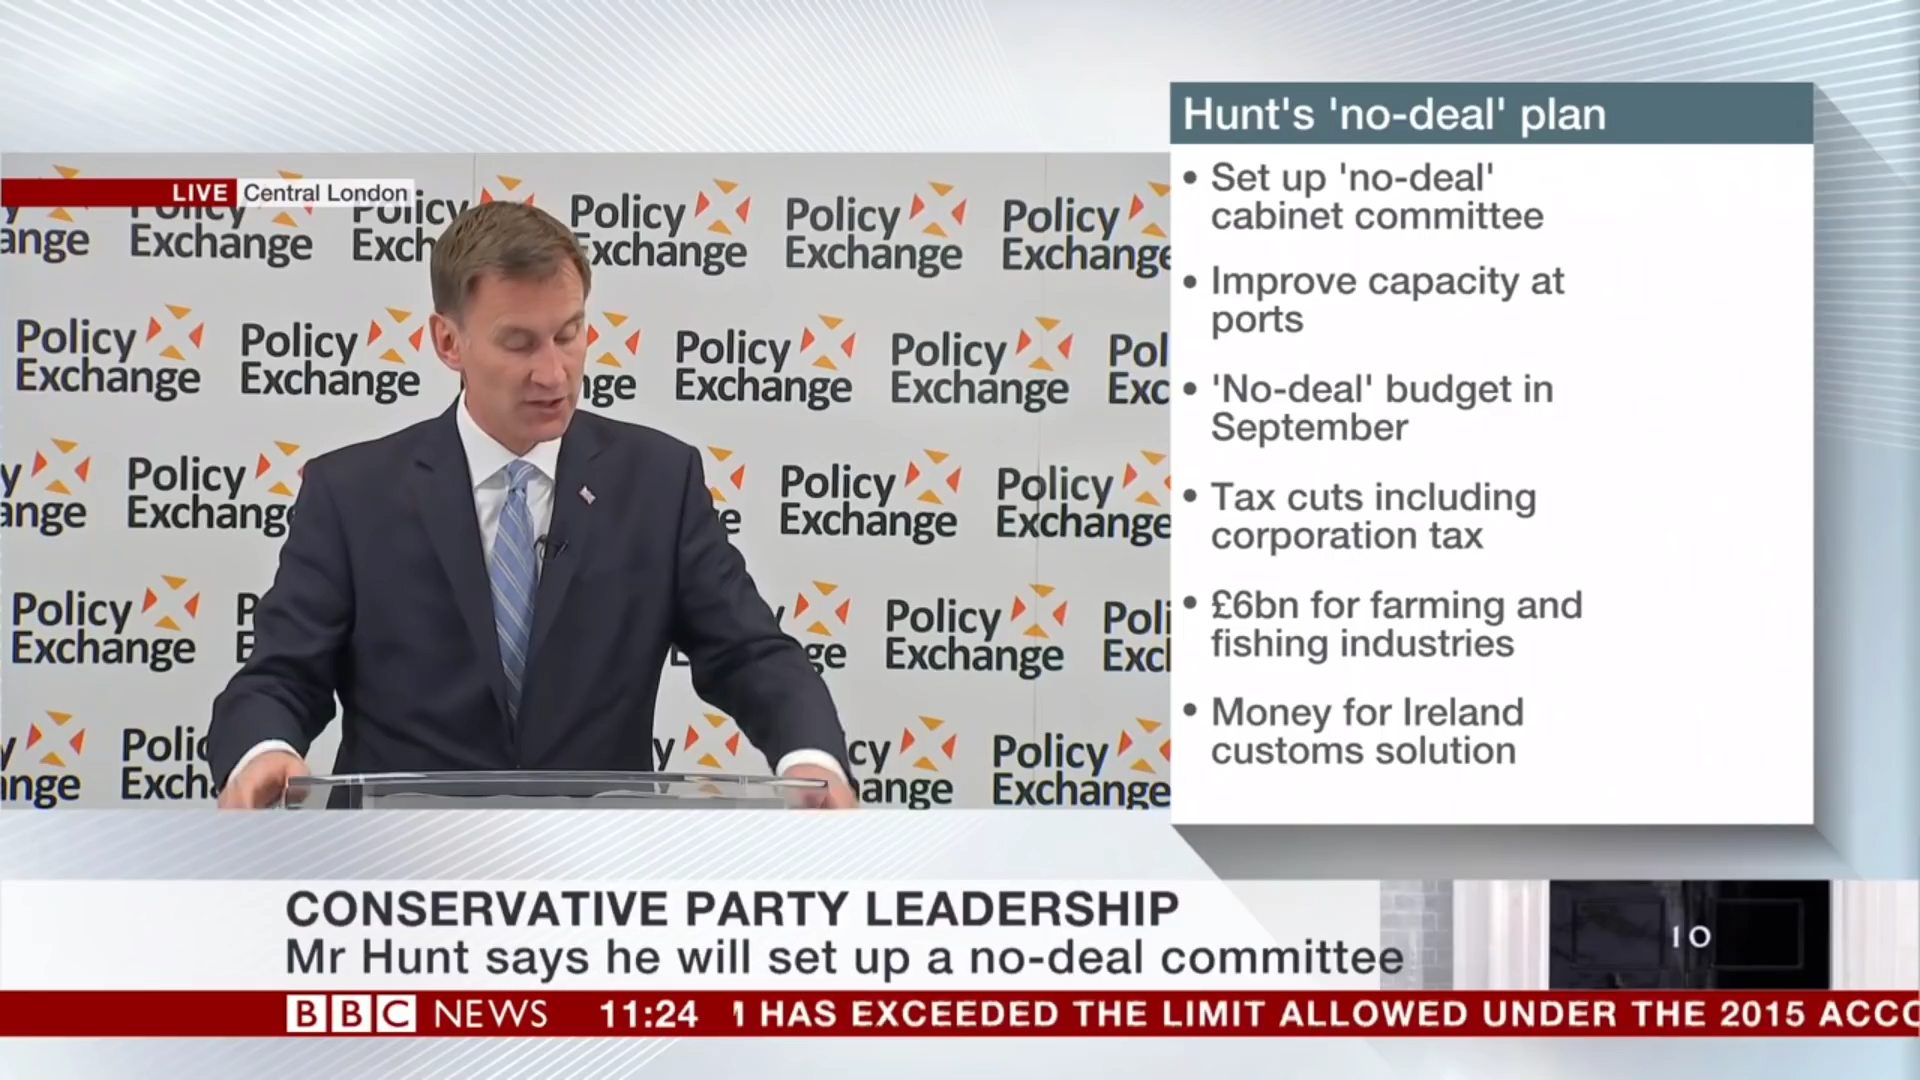 LIVE Central London
Policy Exchange
Hunt's 'no-deal' plan
• Set up 'no-deal'
cabinet committee
• Improve capacity at
ports
• 'No-deal' budget in
September
• Tax cuts including
corporation tax
• £6bn for farming and
fishing industries
• Money for Ireland
customs solution
CONSERVATIVE PARTY LEADERSHIP
Mr Hunt says he will set up a no-deal committee
10
BBC NEWS 11:24 HAS EXCEEDED THE LIMIT ALLOWED UNDER THE 2015